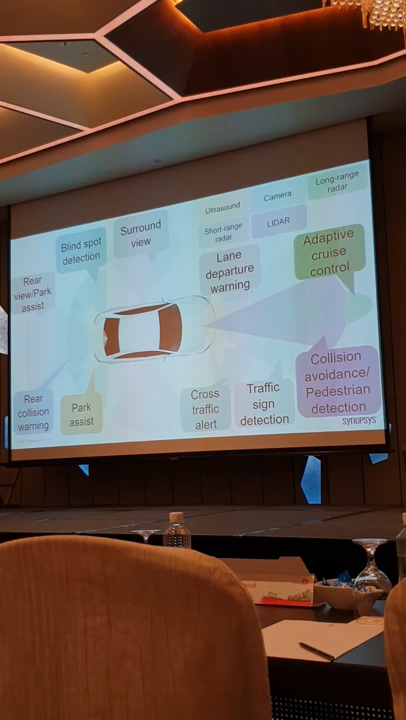 Ultrasound
Camera
Long-range
radar
Short-range
radar
LIDAR
Blind spot
detection
Surround
view
Rear
view/Park
assist
Lane
departure
warning
Adaptive
cruise
control
Rear
collision
warning
Park
assist
Cross
traffic
alert
Traffic
sign
detection
Collision
avoidance/
Pedestrian
detection
SYNOPSYS